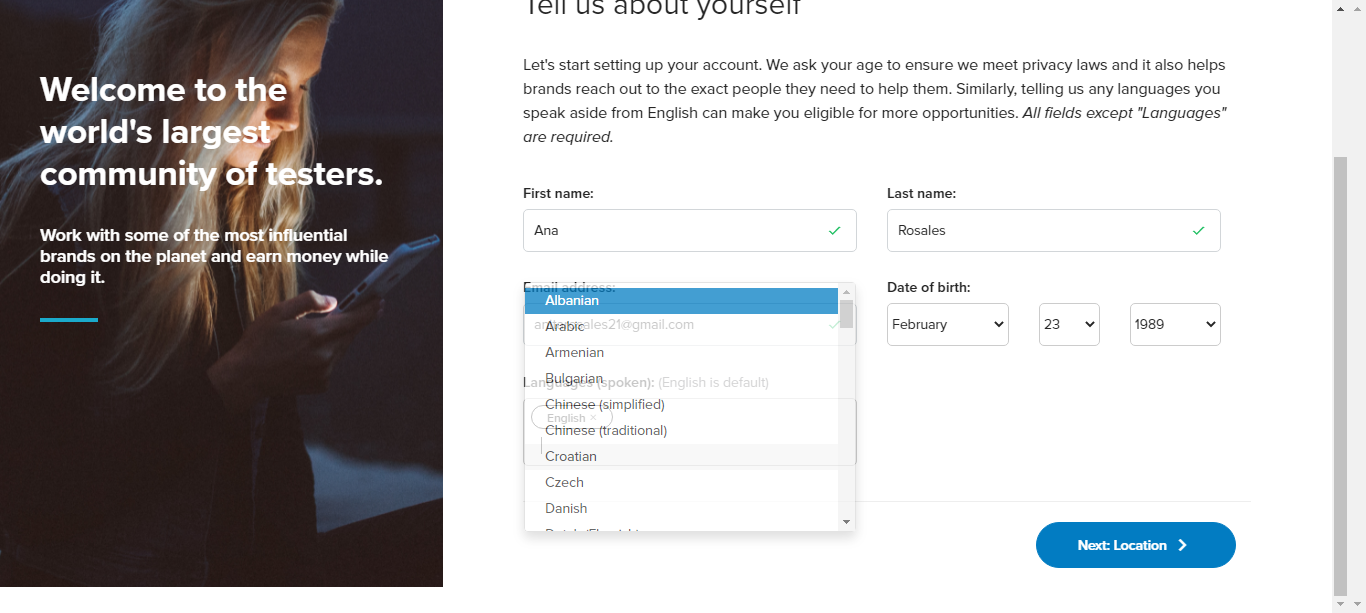 Tell us about yourself
Welcome to the
world's largest
community of testers.
Work with some of the most influential
brands on the planet and earn money while
doing it.
Let's start setting up your account. We ask your age to ensure we meet privacy laws and it also helps
brands reach out to the exact people they need to help them. Similarly, telling us any languages you
speak aside from English can make you eligible for more opportunities. All fields except "Languages"
are required.
First name:
Last name:
Ana
Rosales
Email address:
Date of birth:
Albanian
February
23
1989
Arabic
Armenian
Bulgarian
Languages (spoken): (English is default)
Chinese (simplified)
English ×
Chinese (traditional)
Croatian
Czech
Danish
Next: Location